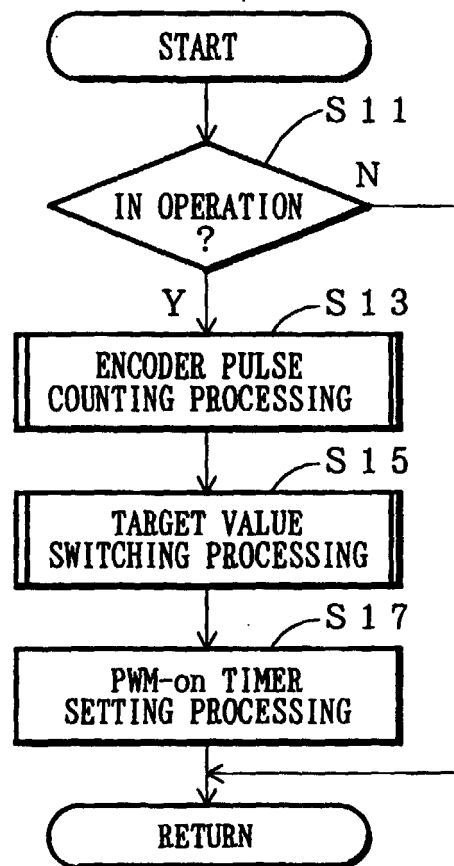 START
S11
IN OPERATION
?
N
Y
S13
ENCODER PULSE
COUNTING PROCESSING
S15
TARGET VALUE
SWITCHING PROCESSING
S17
PWM-on TIMER
SETTING PROCESSING
RETURN